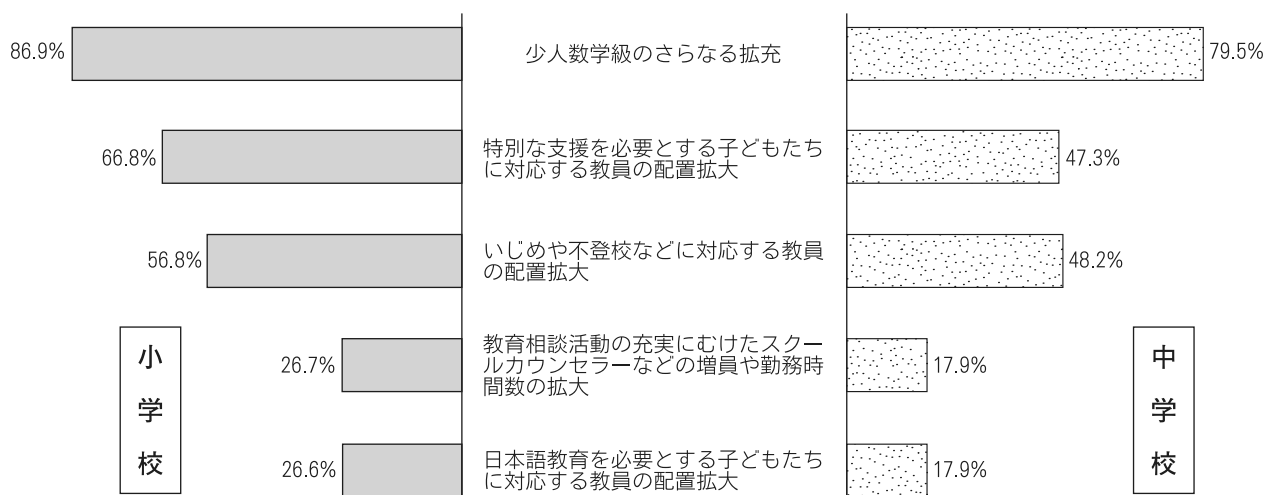 86.9%
少人数学級のさらなる拡充
79.5%
66.8%
特別な支援を必要とする子どもたち
に対応する教員の配置拡大
47.3%
56.8%
いじめや不登校などに対応する教員
の配置拡大
48.2%
26.7%
教育相談活動の充実にむけたスクー
ルカウンセラーなどの増員や勤務時
間数の拡大
17.9%
26.6%
日本語教育を必要とする子どもたち
に対応する教員の配置拡大
17.9%
小学校
中学校